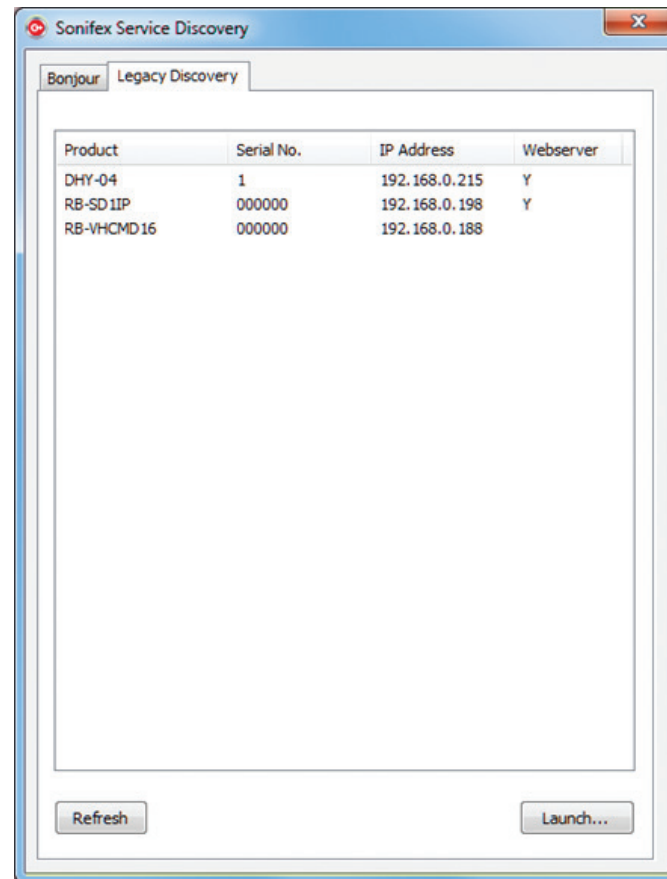 Sonifex Service Discovery
Bonjour Legacy Discovery
Product Serial No. IP Address Webserver
DHY-04 1 192.168.0.215 Y
RB-SD1IP 000000 192.168.0.198 Y
RB-VHCMD16 000000 192.168.0.188
Refresh Launch...